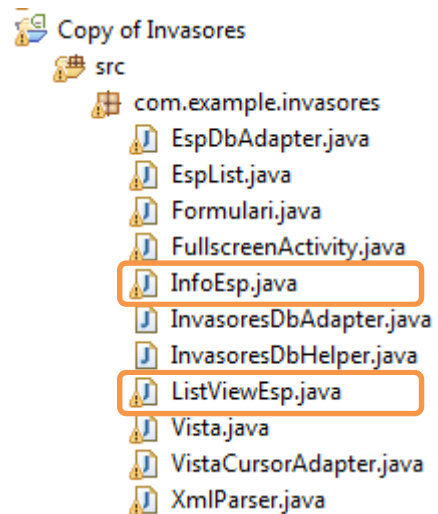 Copy of Invasores
src
com.example.invasores
EspDbAdapter.java
EspList.java
Formulari.java
FullscreenActivity.java
InfoEsp.java
InvasoresDbAdapter.java
InvasoresDbHelper.java
ListViewEsp.java
Vista.java
VistaCursorAdapter.java
XmlParser.java